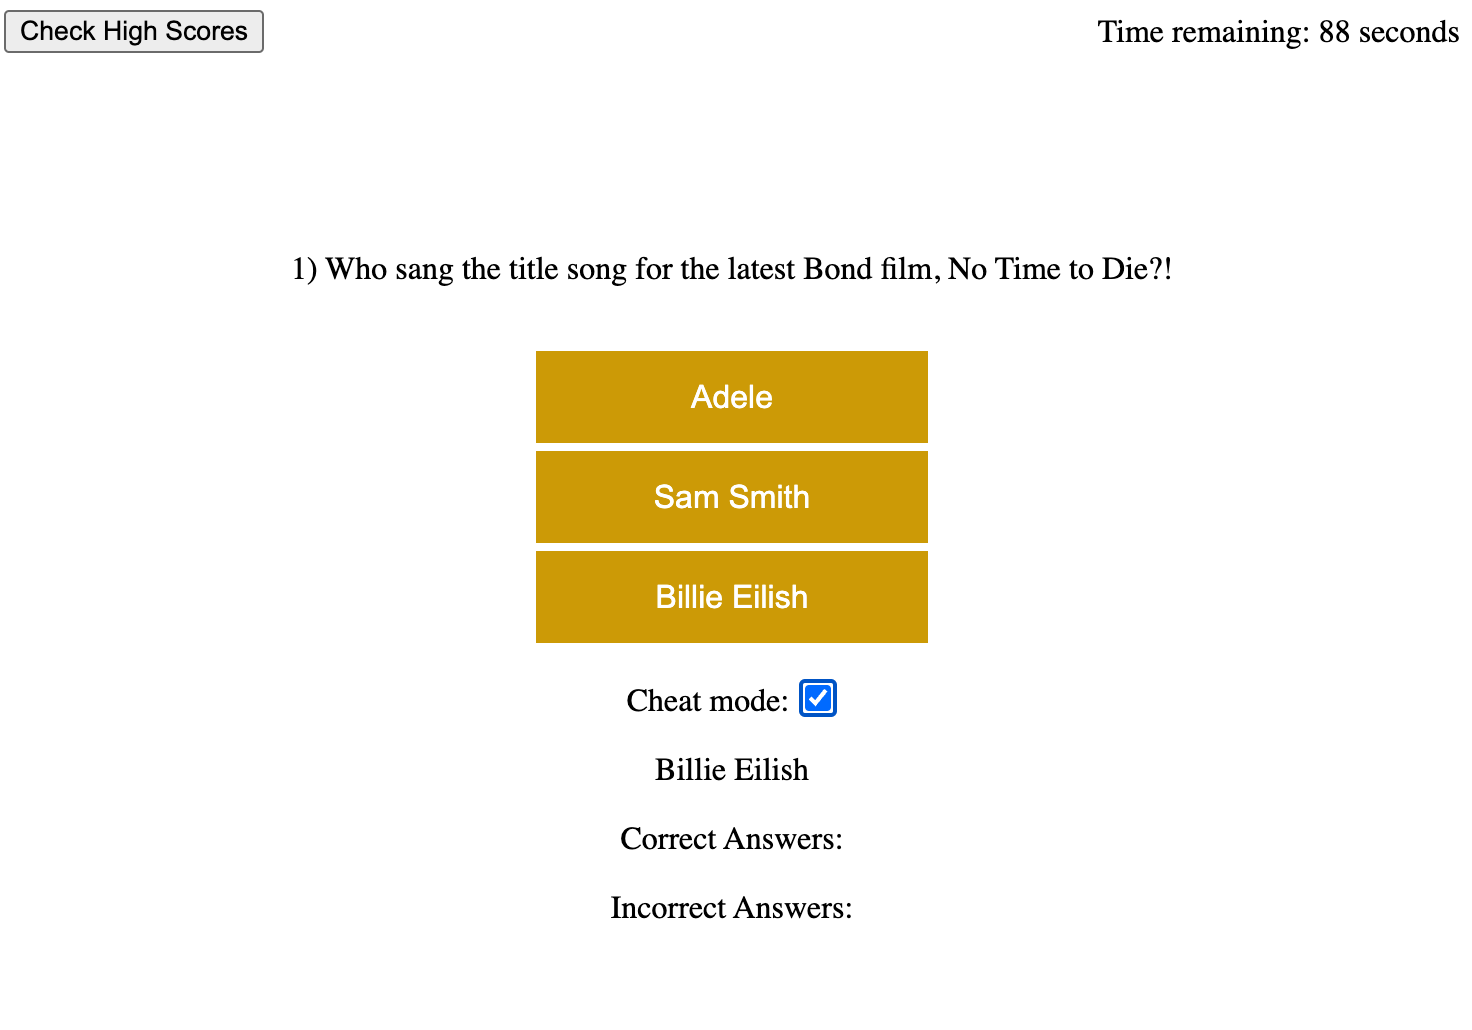 Check High Scores
Time remaining: 88 seconds
1) Who sang the title song for the latest Bond film, No Time to Die?!
Adele
Sam Smith
Billie Eilish
Cheat mode:
Billie Eilish
Correct Answers:
Incorrect Answers: